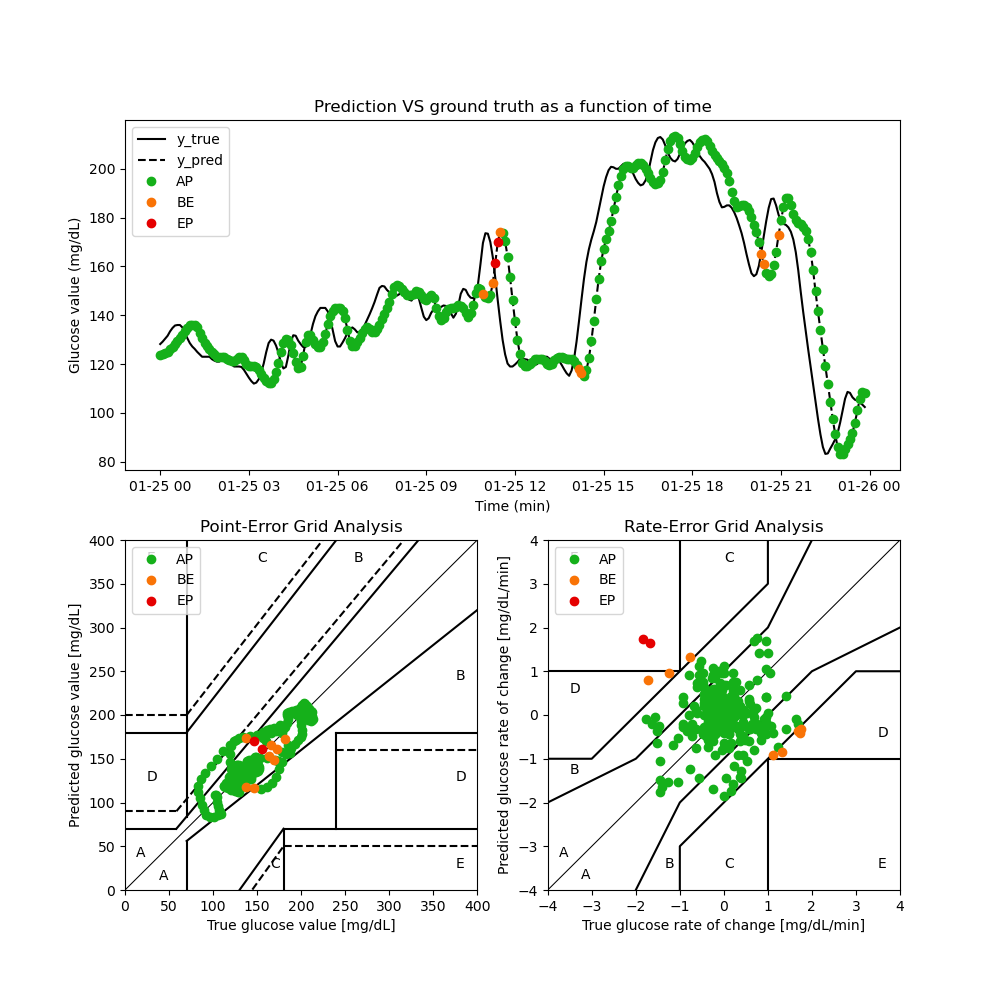 Prediction VS ground truth as a function of time
y_true
y_pred
AP
BE
EP
Glucose value (mg/dL)
200
180
160
140
120
100
80
01-25 00 01-25 03 01-25 06 01-25 09 01-25 12 01-25 15 01-25 18 01-25 21 01-26 00
Time (min)
Point-Error Grid Analysis
AP
BE
EP
C
B
B
D
D
A
A
C
E
Predicted glucose value [mg/dL]
400
350
300
250
200
150
100
50
0
0 50 100 150 200 250 300 350 400
True glucose value [mg/dL]
Rate-Error Grid Analysis
AP
BE
EP
C
D
D
B
A
A
B
C
E
Predicted glucose rate of change [mg/dL/min]
4
3
2
1
0
−1
−2
−3
−4
−4 −3 −2 −1 0 1 2 3 4
True glucose rate of change [mg/dL/min]